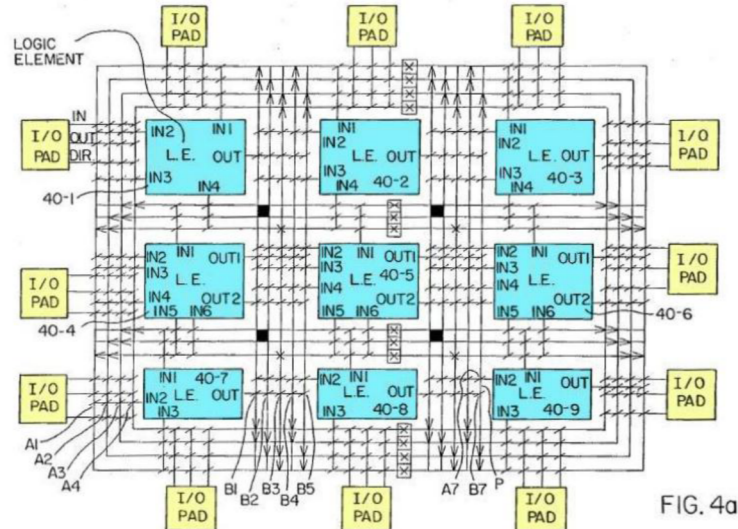 I/O PAD
I/O PAD
I/O PAD
LOGIC ELEMENT
I/O PAD
IN
OUT
DIR.
IN2 IN1
L.E. OUT
IN3
IN4
40-1
IN1
IN2
L.E. OUT
IN3
IN4 40-2
IN1
IN2
L.E. OUT
IN3
IN4 40-3
I/O PAD
I/O PAD
IN2 IN1 OUT1
IN3
L.E.
IN4 OUT2
IN5 IN6
40-4
IN2 IN1 OUT1
IN3
L.E. 40-5
IN4
OUT2
IN5 IN6
IN2 IN1 OUT1
IN3
L.E.
IN4
OUT2
IN5 IN6
40-6
I/O PAD
I/O PAD
IN1 40-7
IN2 L.E. OUT
IN3
IN2 IN1
L.E. OUT
IN3 40-8
IN2 IN1 OUT
L.E.
IN3 40-9
I/O PAD
A1
A2
A3
A4
B1
B2
B3
B4
B5
A7
B7
P
I/O PAD
I/O PAD
I/O PAD
FIG. 4a